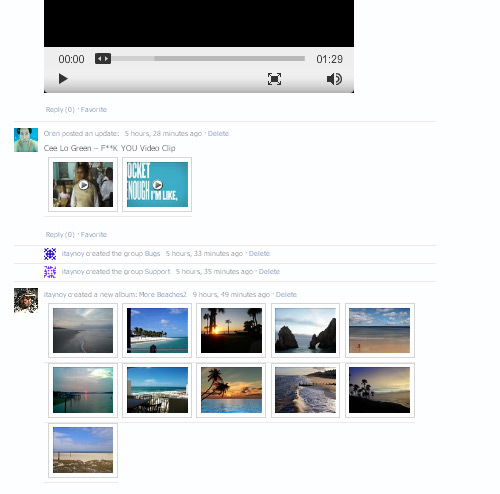 00:00 01:29
Reply (0) · Favorite
Oren posted an update: 5 hours, 28 minutes ago · Delete
Cee Lo Green – F**K YOU Video Clip
OCKET
ENOUGH I'M LIKE,
Reply (0) · Favorite
itaynoy created the group Bugs 5 hours, 33 minutes ago · Delete
itaynoy created the group Support 5 hours, 35 minutes ago · Delete
itaynoy created a new album: More Beaches2 9 hours, 49 minutes ago · Delete